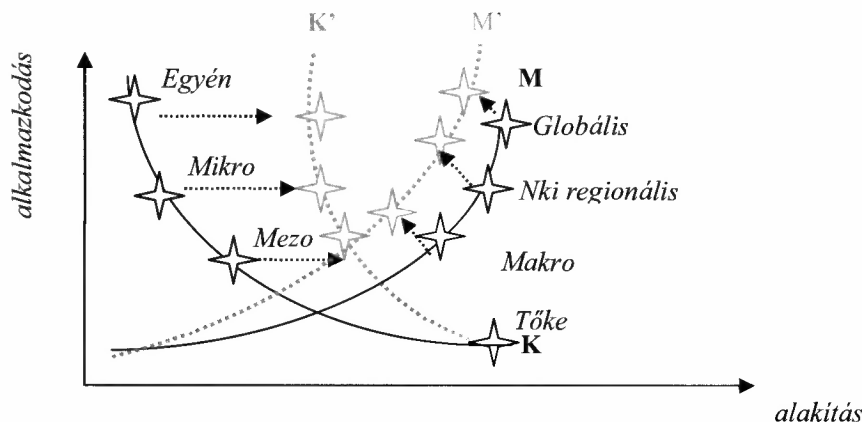 K’ M’
Egyén M
alkalmazkodás
Globális
Mikro Nki regionális
Mezo
Makro
Tőke
K
alakítás